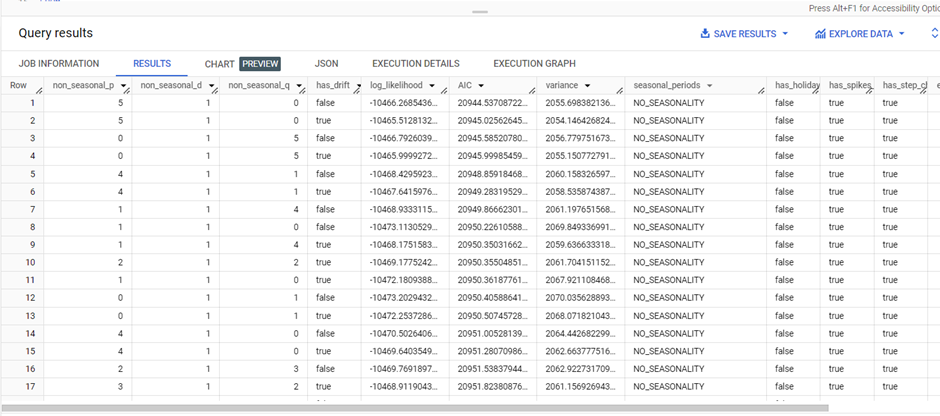 Press Alt+F1 for Accessibility Optio
Query results
SAVE RESULTS
EXPLORE DATA
JOB INFORMATION RESULTS CHART PREVIEW JSON EXECUTION DETAILS EXECUTION GRAPH
Row non_seasonal_p non_seasonal_d non_seasonal_q has_drift log_likelihood AIC variance seasonal_periods has_holiday has_spikes_ has_step_cl e
1 5 1 0 false -10466.2685436... 20944.53708722... 2055.698382136... NO_SEASONALITY false true true
2 5 1 0 true -10465.5128132... 20945.02562645... 2054.146426824... NO_SEASONALITY false true true
3 0 1 5 false -10466.7926039... 20945.58520780... 2056.779751673... NO_SEASONALITY false true true
4 0 1 5 true -10465.9999272... 20945.99985459... 2055.150772791... NO_SEASONALITY false true true
5 4 1 1 false -10468.4295923... 20948.85918468... 2060.158326597... NO_SEASONALITY false true true
6 4 1 1 true -10467.6415976... 20949.28319529... 2058.535874387... NO_SEASONALITY false true true
7 1 1 4 false -10468.9333115... 20949.86662301... 2061.197651568... NO_SEASONALITY false true true
8 1 1 0 false -10473.1130529... 20950.22610588... 2069.849336991... NO_SEASONALITY false true true
9 1 1 4 true -10468.1751583... 20950.35031662... 2059.636633318... NO_SEASONALITY false true true
10 2 1 2 true -10469.1775242... 20950.35504851... 2061.704151152... NO_SEASONALITY false true true
11 1 1 0 true -10472.1809388... 20950.36187761... 2067.921108468... NO_SEASONALITY false true true
12 0 1 1 false -10473.2029432... 20950.40588641... 2070.035628893... NO_SEASONALITY false true true
13 0 1 1 true -10472.2537286... 20950.50745728... 2068.071821043... NO_SEASONALITY false true true
14 4 1 0 false -10470.5026406... 20951.00528139... 2064.442682299... NO_SEASONALITY false true true
15 4 1 0 true -10469.6403549... 20951.28070986... 2062.663777516... NO_SEASONALITY false true true
16 2 1 3 false -10469.7691897... 20951.53837944... 2062.922731709... NO_SEASONALITY false true true
17 3 1 2 true -10468.9119043... 20951.82380876... 2061.156926943... NO_SEASONALITY false true true